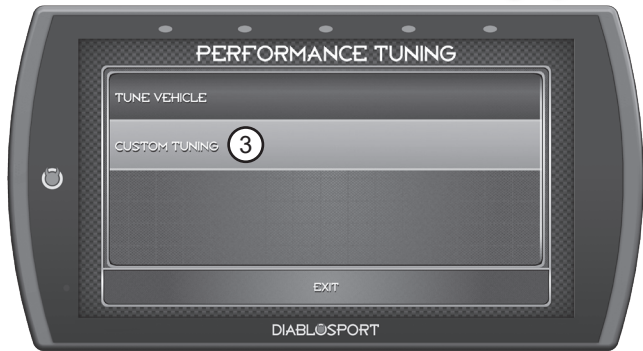 PERFORMANCE TUNING
TUNE VEHICLE
CUSTOM TUNING 3
EXIT
DIABLOSPORT